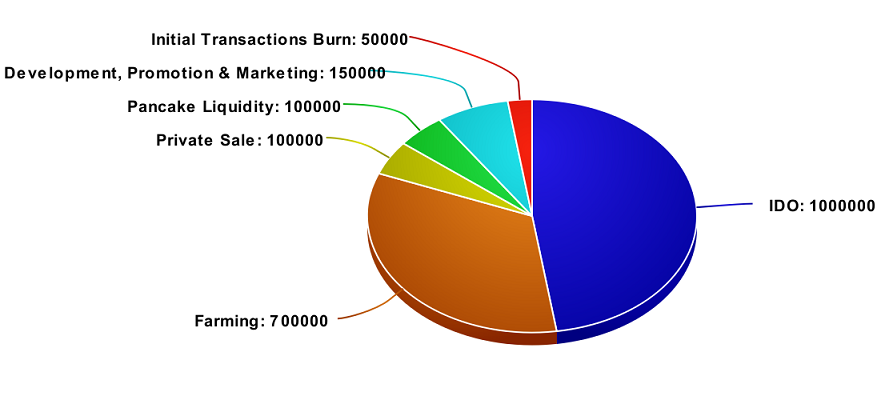 Initial Transactions Burn: 50000
Development, Promotion & Marketing: 150000
Pancake Liquidity: 100000
Private Sale: 100000
IDO: 1000000
Farming: 700000